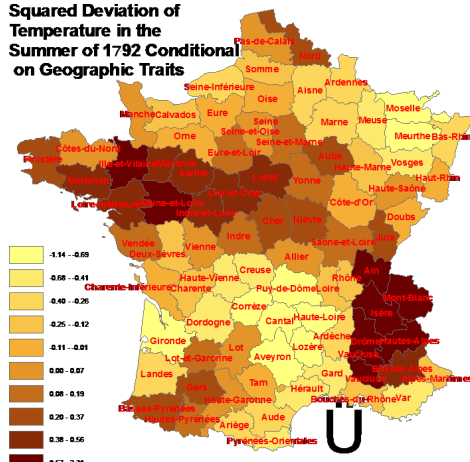 Squared Deviation of
Temperature in the
Summer of 1792 Conditional
on Geographic Traits
Pas-de-Calais
Nord
Somme
Seine-Inférieure
Aisne
Ardennes
Oise
Manche
Calvados
Eure
Seine
Seine-et-Oise
Seine-et-Marne
Marne
Meuse
Moselle
Meurthe
Bas-Rhin
Orne
Eure-et-Loir
Aube
Haute-Marne
Vosges
Haut-Rhin
Côtes-du-Nord
Finistère
Ille-et-Vilaine
Mayenne
Sarthe
Morbihan
Loiret
Yonne
Haute-Saône
Côte-d'Or
Doubs
Loir-et-Cher
Maine-et-Loire
Indre-et-Loire
Cher
Nièvre
Saône-et-Loire
Jura
Vendée
Deux-Sèvres
Vienne
Indre
Allier
Ain
Mont-Blanc
Charente-Inférieure
Charente
Haute-Vienne
Creuse
Puy-de-Dôme
Loire
Rhône
Isère
Corrèze
Cantal
Haute-Loire
Dordogne
Gironde
Lot-et-Garonne
Lot
Aveyron
Lozère
Ardèche
Drôme
Hautes-Alpes
Vaucluse
Basses-Alpes
Alpes-Maritimes
Landes
Gers
Tarn
Gard
Vaucluse
Hérault
Bouches-du-Rhône
Var
Basses-Pyrénées
Hautes-Pyrénées
Haute-Garonne
Ariège
Aude
Pyrénées-Orientales
Ü
-1.14 - -0.69
-0.68 - -0.41
-0.40 - -0.26
-0.25 - -0.12
-0.11 - -0.01
0.00 - 0.07
0.08 - 0.19
0.20 - 0.37
0.38 - 0.56